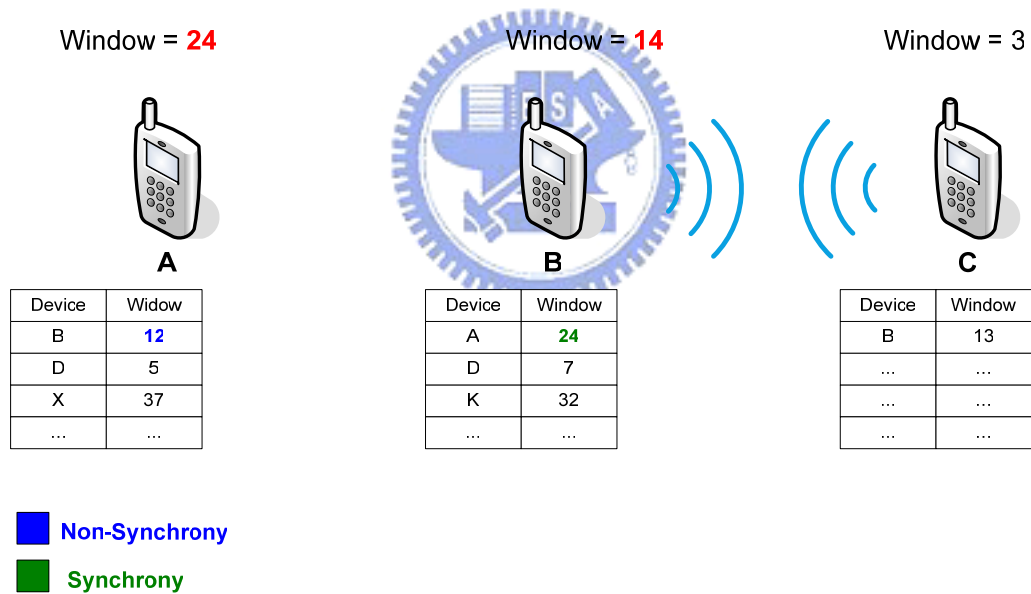 Window = 24
Window = 14
Window = 3
E S A
A
B
C
Device Widow
B 12
D 5
X 37
... ...
Device Window
A 24
D 7
K 32
... ...
Device Window
B 13
... ...
... ...
... ...
Non-Synchrony
Synchrony